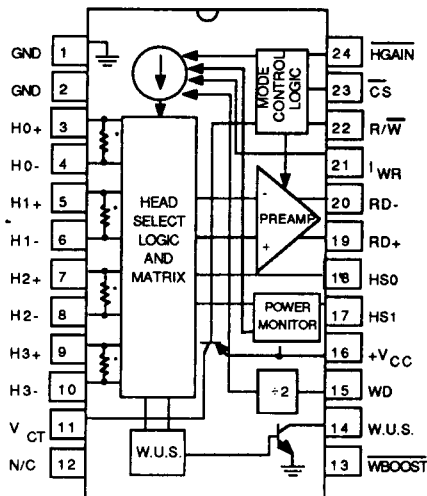 GND 1
GND 2
H0+ 3
H0- 4
H1+ 5
H1- 6
H2+ 7
H2- 8
H3+ 9
H3- 10
V CT 11
N/C 12
HEAD
SELECT
LOGIC
AND
MATRIX
MODE
CONTROL
LOGIC
-
PREAMP
+
POWER
MONITOR
÷2
W.U.S.
24 HGAIN
23 CS
22 R/W
21 I WR
20 RD-
19 RD+
18 HS0
17 HS1
16 +V CC
15 WD
14 W.U.S.
13 WBOOST